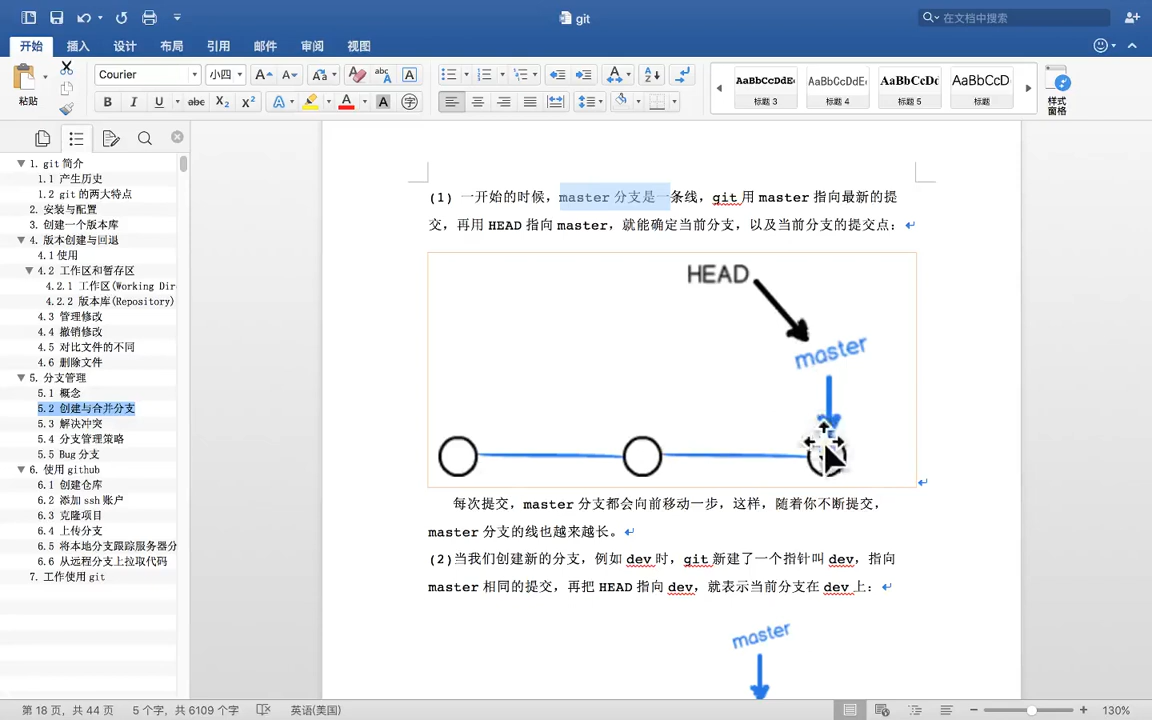 git
在文档中搜索
开始 插入 设计 布局 引用 邮件 审阅 视图
粘贴
Courier
小四
AaBbCcDdE
标题 3
AaBbCcDdE
标题 4
AaBbCcDc
标题 5
AaBbCcD
标题
样式
窗格
1. git 简介
1.1 产生历史
1.2 git 的两大特点
2. 安装与配置
3. 创建一个版本库
4. 版本创建与回退
4.1 使用
4.2 工作区和暂存区
4.2.1 工作区(Working Dir
4.2.2 版本库(Repository)
4.3 管理修改
4.4 撤销修改
4.5 对比文件的不同
4.6 删除文件
5. 分支管理
5.1 概念
5.2 创建与合并分支
5.3 解决冲突
5.4 分支管理策略
5.5 Bug 分支
6. 使用 github
6.1 创建仓库
6.2 添加 ssh 账户
6.3 克隆项目
6.4 上传分支
6.5 将本地分支跟踪服务器分
6.6 从远程分支上拉取代码
7. 工作使用 git
(1) 一开始的时候，master 分支是一条线，git 用 master 指向最新的提
交，再用 HEAD 指向 master，就能确定当前分支，以及当前分支的提交点：
HEAD
master
每次提交，master 分支都会向前移动一步，这样，随着你不断提交，
master 分支的线也越来越长。
(2)当我们创建新的分支，例如 dev 时，git 新建了一个指针叫 dev，指向
master 相同的提交，再把 HEAD 指向 dev，就表示当前分支在 dev 上：
master
第 18 页，共 44 页 5 个字，共 6109 个字 英语(美国) 130%